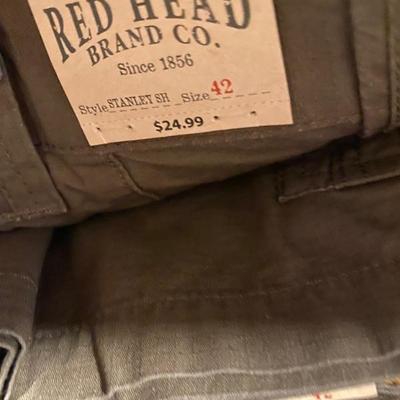 RED HEAD
BRAND CO.
Since 1856
Style STANLEY SH Size 42
$24.99